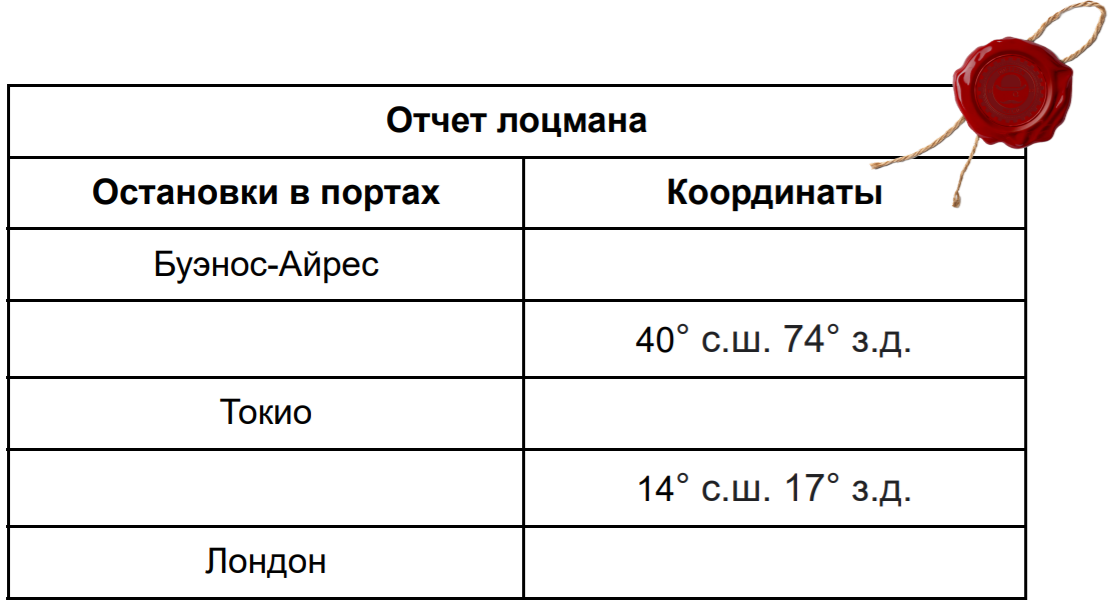 Отчет лоцмана
Остановки в портах Координаты
Буэнос-Айрес
40° с.ш. 74° з.д.
Токио
14° с.ш. 17° з.д.
Лондон